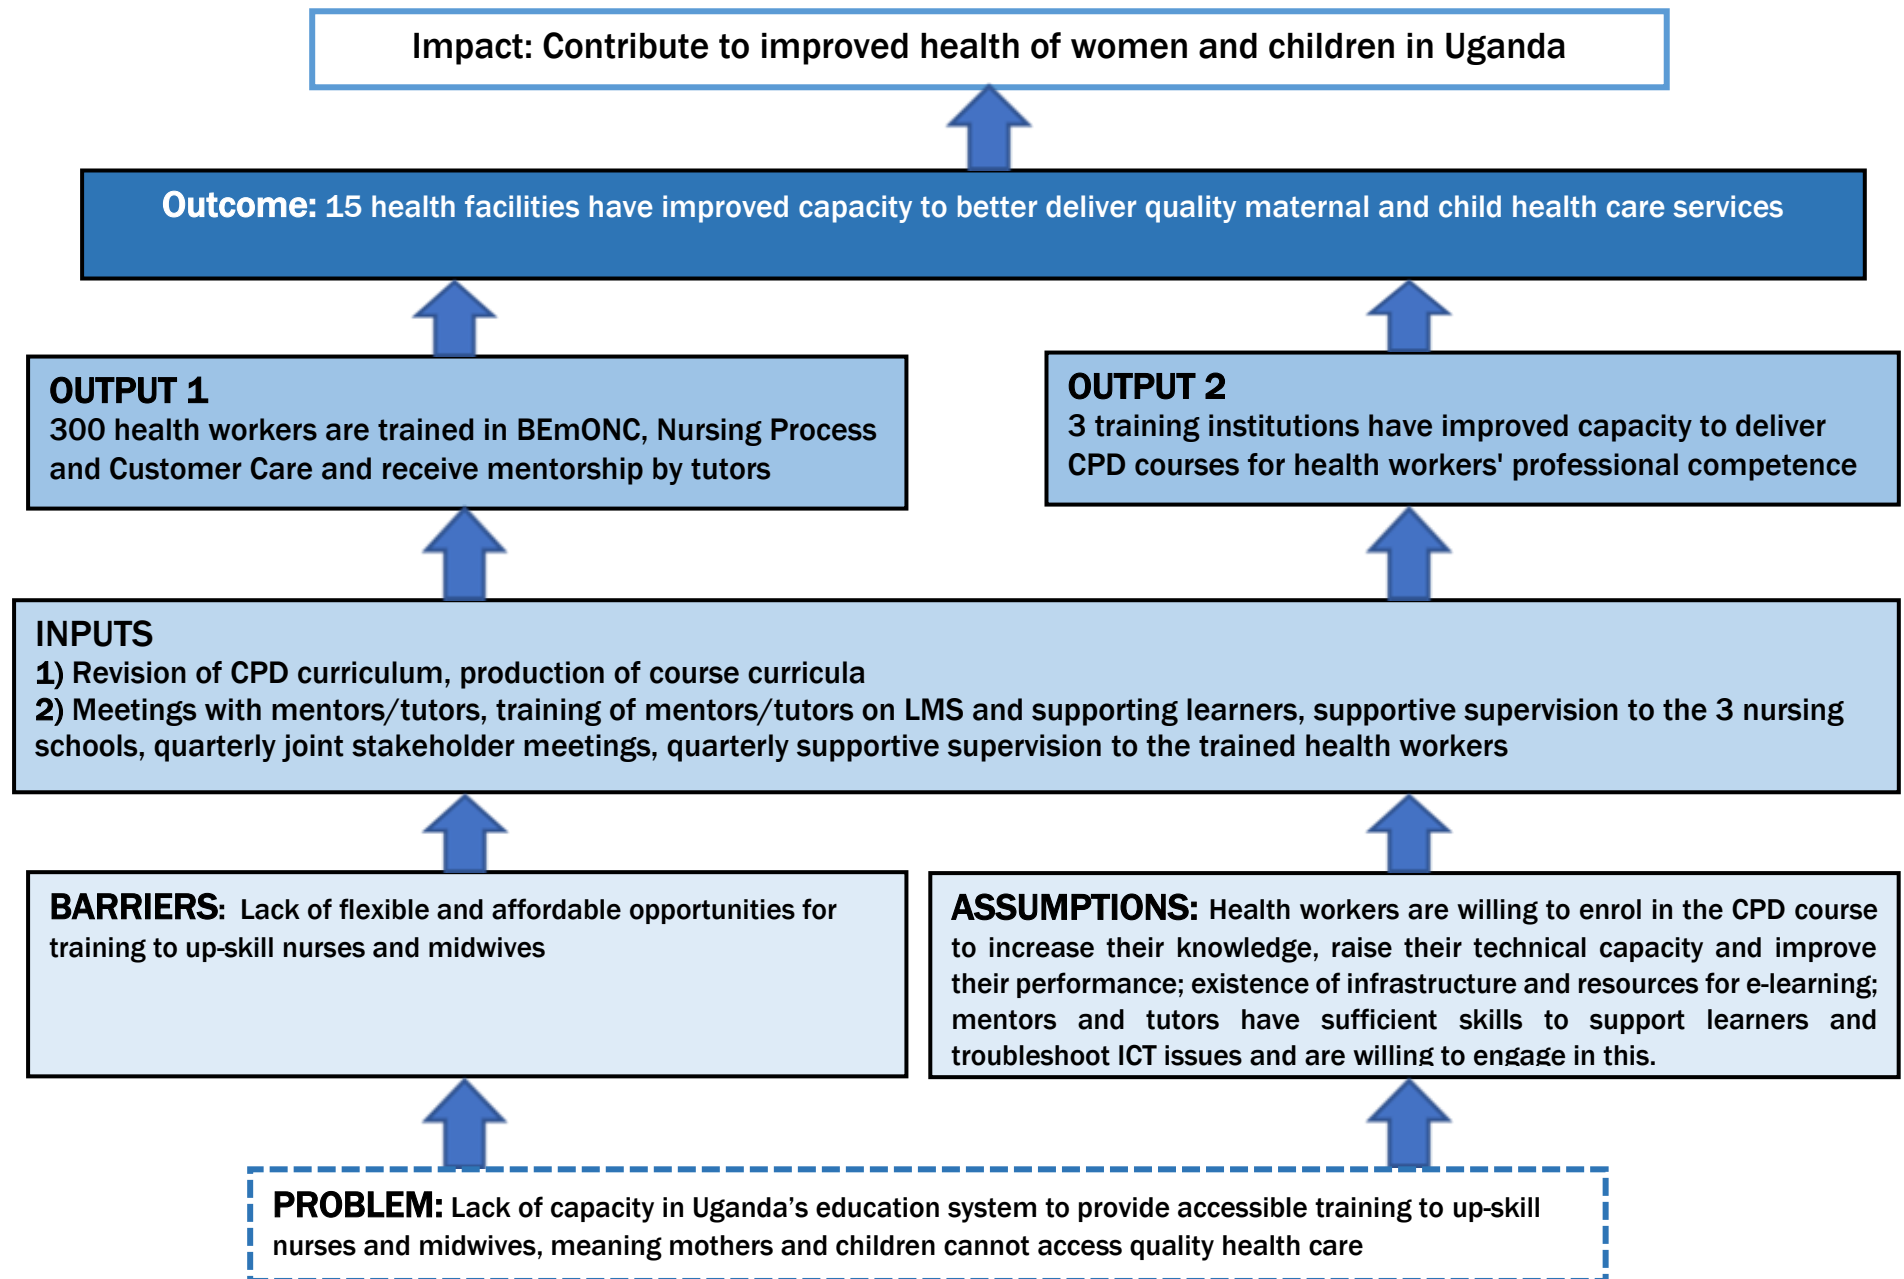 Impact: Contribute to improved health of women and children in Uganda
Outcome: 15 health facilities have improved capacity to better deliver quality maternal and child health care services
OUTPUT 1
300 health workers are trained in BEmONC, Nursing Process
and Customer Care and receive mentorship by tutors
OUTPUT 2
3 training institutions have improved capacity to deliver
CPD courses for health workers' professional competence
INPUTS
1) Revision of CPD curriculum, production of course curricula
2) Meetings with mentors/tutors, training of mentors/tutors on LMS and supporting learners, supportive supervision to the 3 nursing
schools, quarterly joint stakeholder meetings, quarterly supportive supervision to the trained health workers
BARRIERS: Lack of flexible and affordable opportunities for
training to up-skill nurses and midwives
ASSUMPTIONS: Health workers are willing to enrol in the CPD course
to increase their knowledge, raise their technical capacity and improve
their performance; existence of infrastructure and resources for e-learning;
mentors and tutors have sufficient skills to support learners and
troubleshoot ICT issues and are willing to engage in this.
PROBLEM: Lack of capacity in Uganda’s education system to provide accessible training to up-skill
nurses and midwives, meaning mothers and children cannot access quality health care